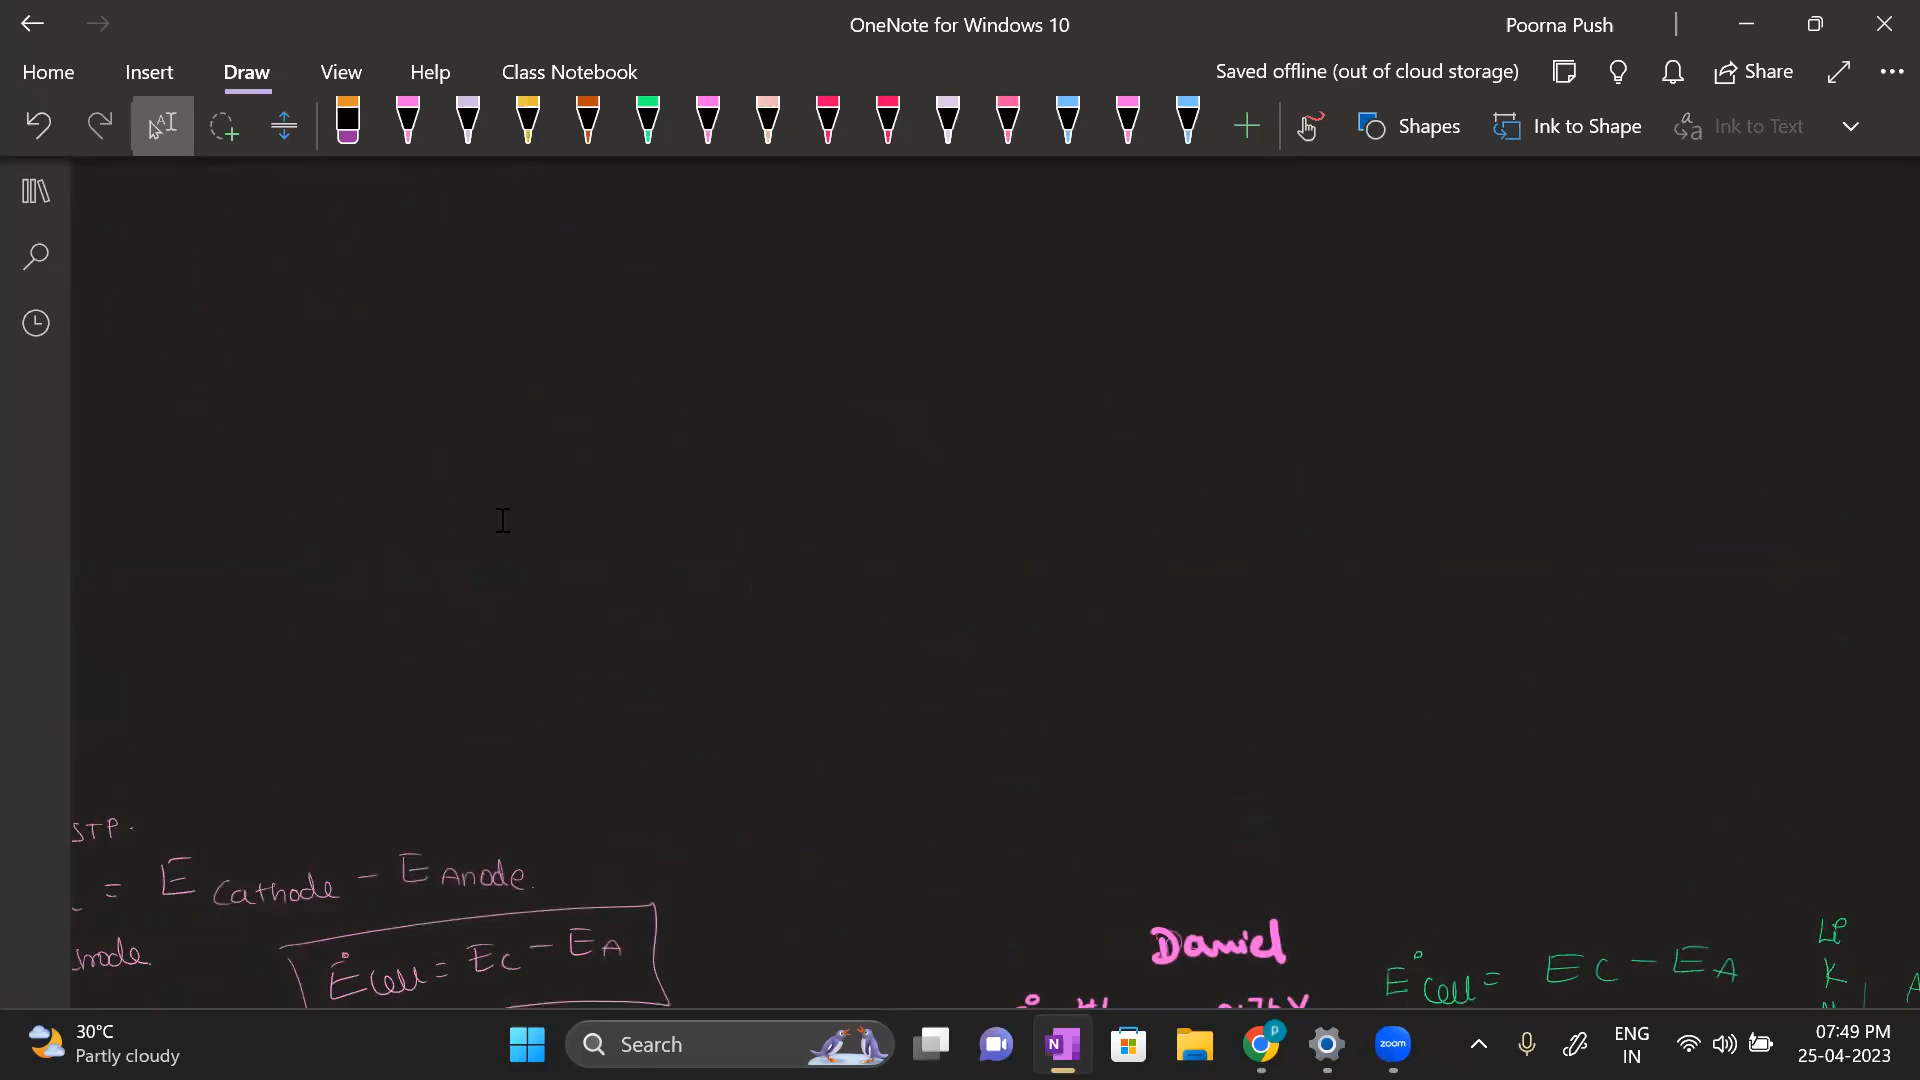 OneNote for Windows 10
Poorna Push
Home Insert Draw View Help Class Notebook
Saved offline (out of cloud storage)
Share
Shapes
Ink to Shape
Ink to Text
STP.
= E Cathode - E Anode.
E°cell = EC - EA
Daniel
E°cell = EC - EA
LP
K
30°C
Partly cloudy
Search
zoom
ENG
IN
07:49 PM
25-04-2023